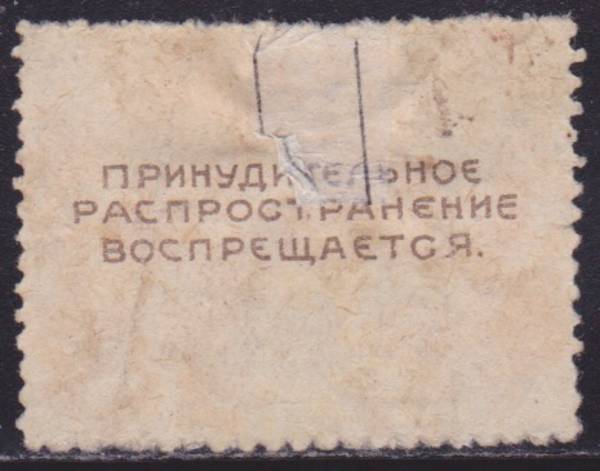 ПРИНУДИТЕЛЬНОЕ
РАСПРОСТРАНЕНИЕ
ВОСПРЕЩАЕТСЯ.